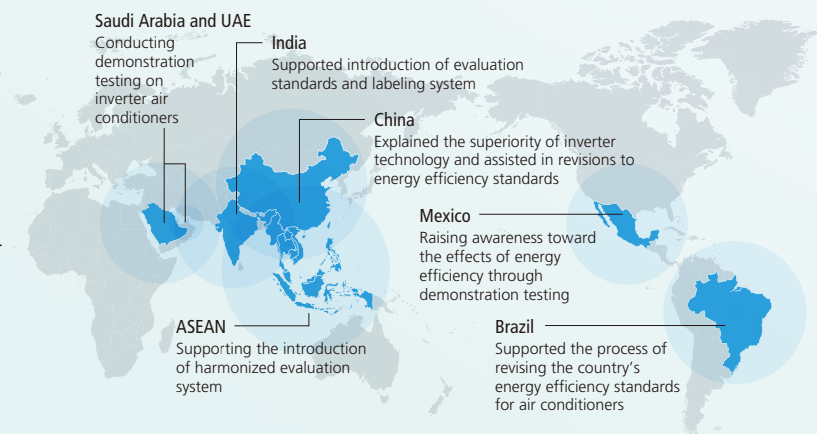 Saudi Arabia and UAE
Conducting
demonstration
testing on
inverter air
conditioners
India
Supported introduction of evaluation
standards and labeling system
China
Explained the superiority of inverter
technology and assisted in revisions to
energy efficiency standards
Mexico
Raising awareness toward
the effects of energy
efficiency through
demonstration testing
ASEAN
Supporting the introduction
of harmonized evaluation
system
Brazil
Supported the process of
revising the country's
energy efficiency standards
for air conditioners